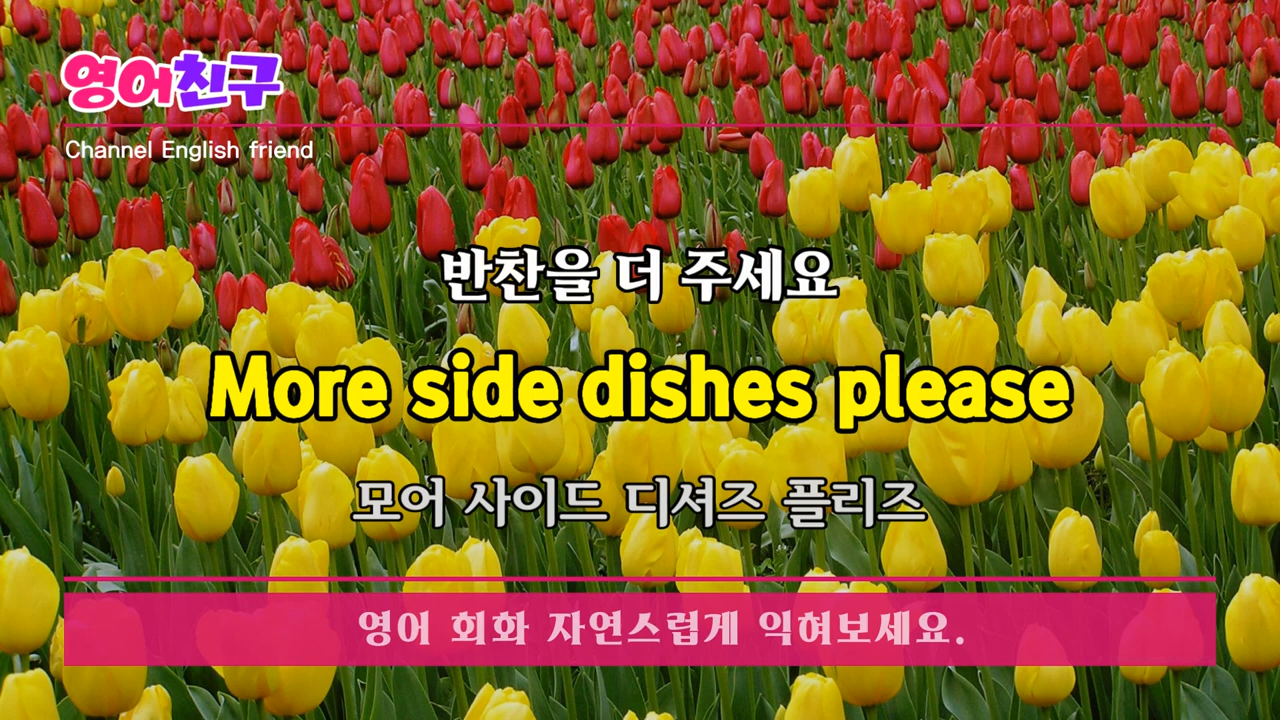 영어친구
Channel English friend
반찬을 더 주세요
More side dishes please
모어 사이드 디셔즈 플리즈
영어 회화 자연스럽게 익혀보세요.